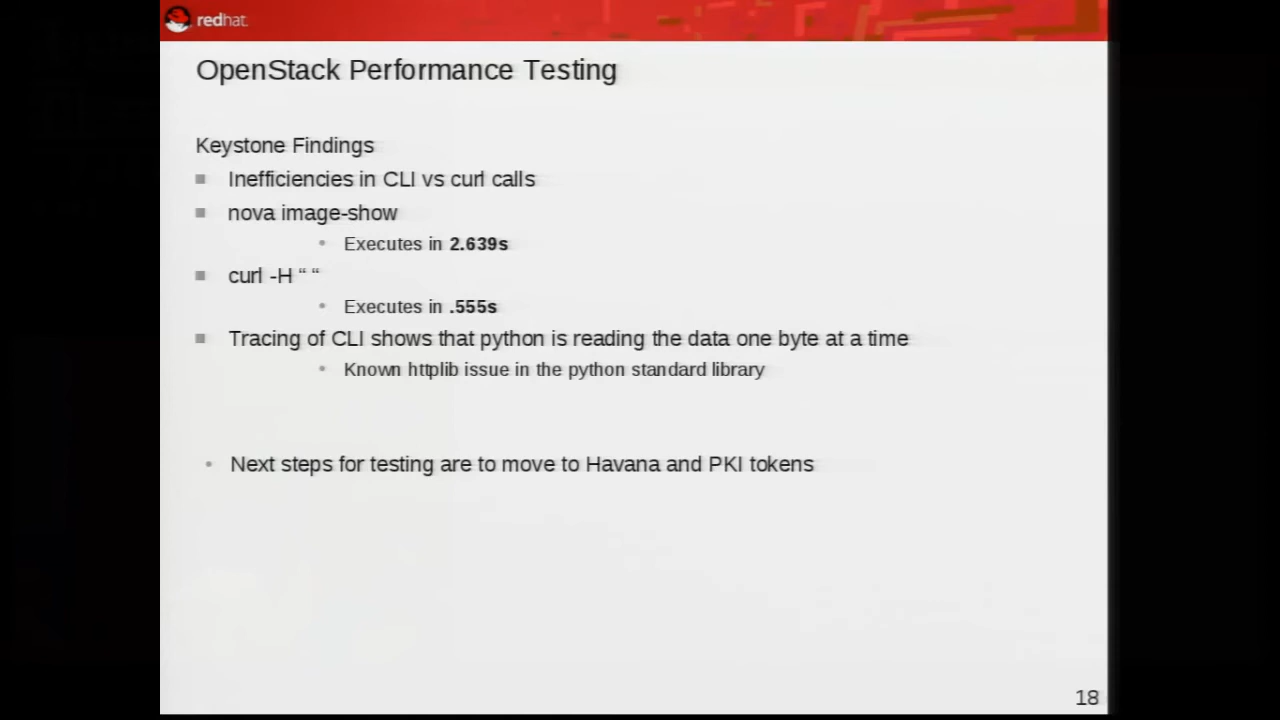 redhat.
OpenStack Performance Testing
Keystone Findings
Inefficiencies in CLI vs curl calls
nova image-show
Executes in 2.639s
curl -H “ “
Executes in .555s
Tracing of CLI shows that python is reading the data one byte at a time
Known httplib issue in the python standard library
Next steps for testing are to move to Havana and PKI tokens
18